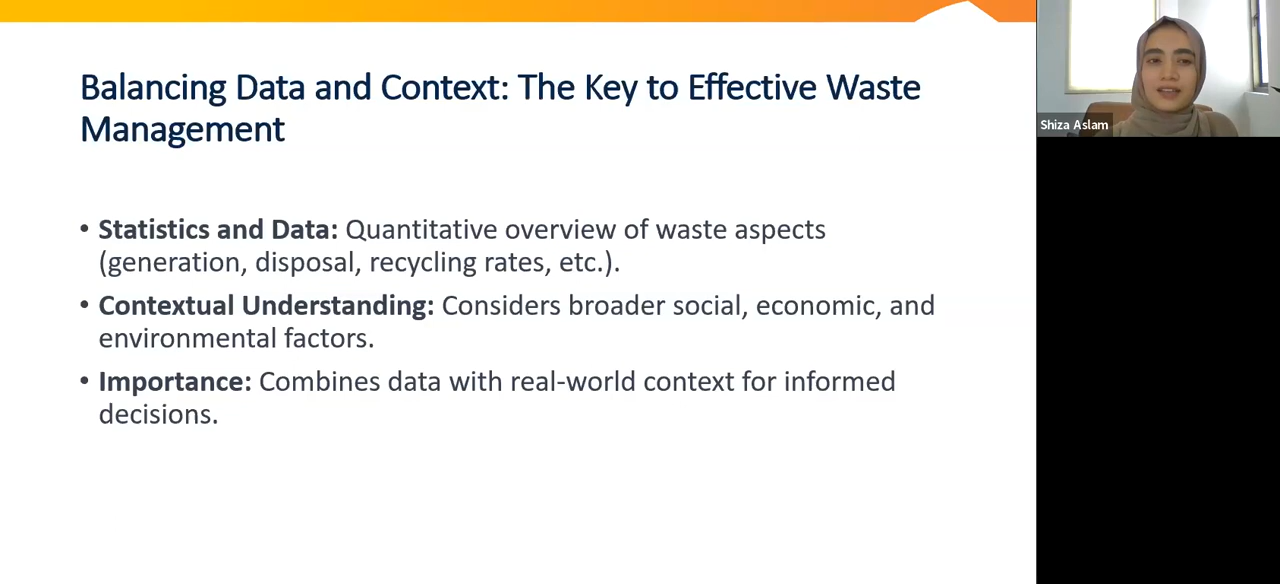 Balancing Data and Context: The Key to Effective Waste
Management
• Statistics and Data: Quantitative overview of waste aspects
(generation, disposal, recycling rates, etc.).
• Contextual Understanding: Considers broader social, economic, and
environmental factors.
• Importance: Combines data with real-world context for informed
decisions.
Shiza Aslam